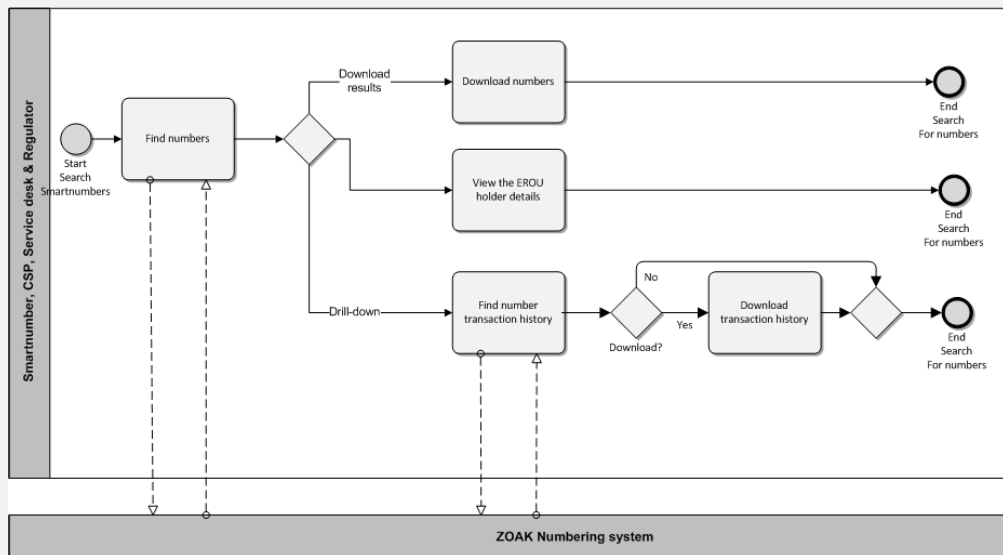 Smartnumber, CSP, Service desk & Regulator
Start
Search
Smartnumbers
Find numbers
Download
results
Download numbers
End
Search
For numbers
View the EROU
holder details
End
Search
For numbers
Drill-down
Find number
transaction history
Download?
No
Yes
Download
transaction history
End
Search
For numbers
ZOAK Numbering system